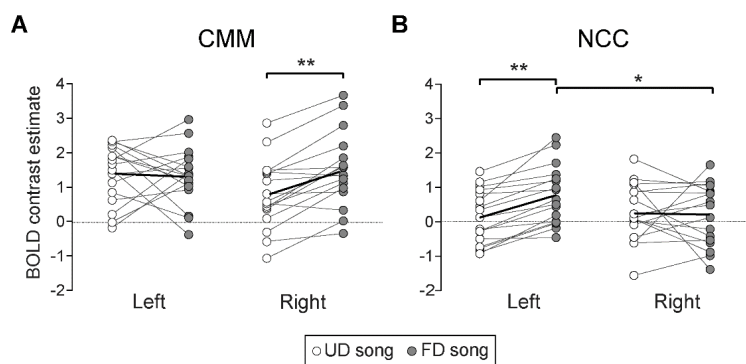 A
CMM
B
NCC
**
**
*
BOLD contrast estimate
4
3
2
1
0
-1
-2
4
3
2
1
0
-1
-2
Left
Right
Left
Right
UD song
FD song